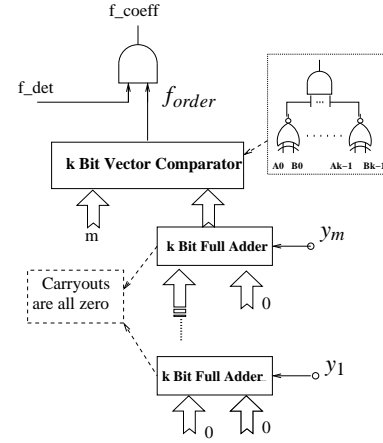 f_coeff
f_det
f_order
k Bit Vector Comparator
A0 B0 Ak−1 Bk−1
m
k Bit Full Adder
y_m
0
Carryouts
are all zero
k Bit Full Adder
y_1
0 0